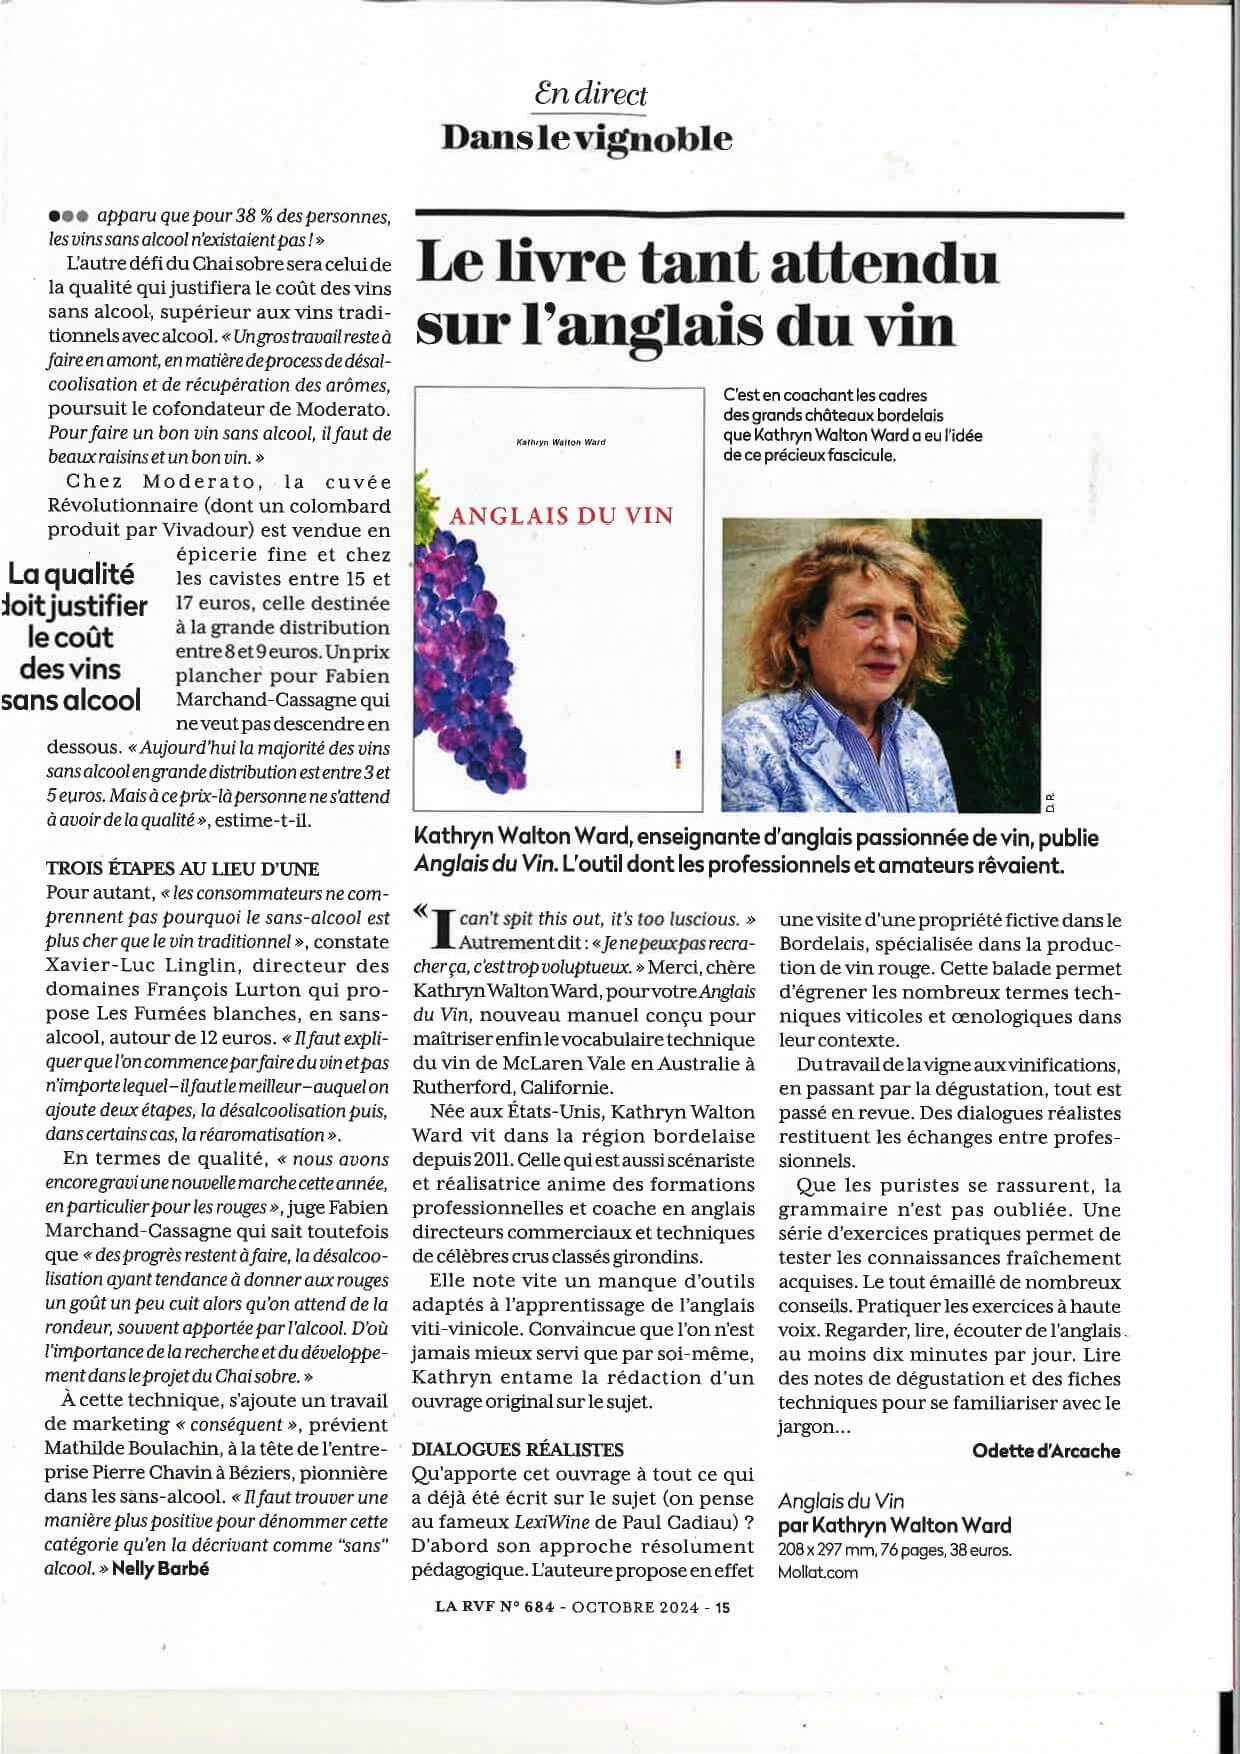 En direct
Dans le vignoble
●●● apparu que pour 38 % des personnes,
les vins sans alcool n'existaient pas ! »
L'autre défi du Chai sobre sera celui de
la qualité qui justifiera le coût des vins
sans alcool, supérieur aux vins tradi-
tionnels avec alcool. « Un gros travail reste à
faire en amont, en matière de process de désal-
coolisation et de récupération des arômes,
poursuit le cofondateur de Moderato.
Pour faire un bon vin sans alcool, il faut de
beaux raisins et un bon vin. »
Chez Moderato, la cuvée
Révolutionnaire (dont un colombard
produit par Vivadour) est vendue en
épicerie fine et chez
les cavistes entre 15 et
17 euros, celle destinée
à la grande distribution
entre 8 et 9 euros. Un prix
plancher pour Fabien
Marchand-Cassagne qui
ne veut pas descendre en
dessous. « Aujourd'hui la majorité des vins
sans alcool en grande distribution est entre 3 et
5 euros. Mais à ce prix-là personne ne s'attend
à avoir de la qualité », estime-t-il.
La qualité
doit justifier
le coût
des vins
sans alcool
TROIS ÉTAPES AU LIEU D'UNE
Pour autant, « les consommateurs ne com-
prennent pas pourquoi le sans-alcool est
plus cher que le vin traditionnel », constate
Xavier-Luc Linglin, directeur des
domaines François Lurton qui pro-
pose Les Fumées blanches, en sans-
alcool, autour de 12 euros. « Il faut expli-
quer que l'on commence par faire du vin et pas
n'importe lequel – il faut le meilleur – auquel on
ajoute deux étapes, la désalcoolisation puis,
dans certains cas, la réaromatisation ».
En termes de qualité, « nous avons
encore gravi une nouvelle marche cette année,
en particulier pour les rouges », juge Fabien
Marchand-Cassagne qui sait toutefois
que « des progrès restent à faire, la désalcoo-
lisation ayant tendance à donner aux rouges
un goût un peu cuit alors qu'on attend de la
rondeur, souvent apportée par l'alcool. D'où
l'importance de la recherche et du développe-
ment dans le projet du Chai sobre. »
À cette technique, s'ajoute un travail
de marketing « conséquent », prévient
Mathilde Boulachin, à la tête de l'entre-
prise Pierre Chavin à Béziers, pionnière
dans les sans-alcool. « Il faut trouver une
manière plus positive pour dénommer cette
catégorie qu'en la décrivant comme "sans"
alcool. » Nelly Barbé
Le livre tant attendu
sur l'anglais du vin
Kathryn Walton Ward
ANGLAIS DU VIN
C'est en coachant les cadres
des grands châteaux bordelais
que Kathryn Walton Ward a eu l'idée
de ce précieux fascicule.
D. R.
Kathryn Walton Ward, enseignante d'anglais passionnée de vin, publie
Anglais du Vin. L'outil dont les professionnels et amateurs rêvaient.
« I can't spit this out, it's too luscious. »
Autrement dit : « Je ne peux pas recra-
cher ça, c'est trop voluptueux. » Merci, chère
Kathryn Walton Ward, pour votre Anglais
du Vin, nouveau manuel conçu pour
maîtriser enfin le vocabulaire technique
du vin de McLaren Vale en Australie à
Rutherford, Californie.
Née aux États-Unis, Kathryn Walton
Ward vit dans la région bordelaise
depuis 2011. Celle qui est aussi scénariste
et réalisatrice anime des formations
professionnelles et coache en anglais
directeurs commerciaux et techniques
de célèbres crus classés girondins.
Elle note vite un manque d'outils
adaptés à l'apprentissage de l'anglais
viti-vinicole. Convaincue que l'on n'est
jamais mieux servi que par soi-même,
Kathryn entame la rédaction d'un
ouvrage original sur le sujet.
DIALOGUES RÉALISTES
Qu'apporte cet ouvrage à tout ce qui
a déjà été écrit sur le sujet (on pense
au fameux LexiWine de Paul Cadiau) ?
D'abord son approche résolument
pédagogique. L'auteure propose en effet
une visite d'une propriété fictive dans le
Bordelais, spécialisée dans la produc-
tion de vin rouge. Cette balade permet
d'égrener les nombreux termes tech-
niques viticoles et œnologiques dans
leur contexte.
Du travail de la vigne aux vinifications,
en passant par la dégustation, tout est
passé en revue. Des dialogues réalistes
restituent les échanges entre profes-
sionnels.
Que les puristes se rassurent, la
grammaire n'est pas oubliée. Une
série d'exercices pratiques permet de
tester les connaissances fraîchement
acquises. Le tout émaillé de nombreux
conseils. Pratiquer les exercices à haute
voix. Regarder, lire, écouter de l'anglais
au moins dix minutes par jour. Lire
des notes de dégustation et des fiches
techniques pour se familiariser avec le
jargon...
Odette d'Arcache
Anglais du Vin
par Kathryn Walton Ward
208 x 297 mm, 76 pages, 38 euros.
Mollat.com
LA RVF N° 684 - OCTOBRE 2024 - 15